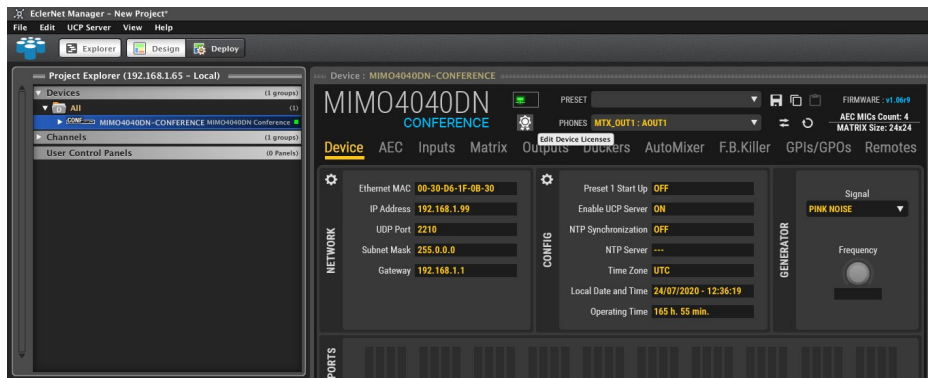 EclerNet Manager - New Project*
File Edit UCP Server View Help
Explorer Design Deploy
Project Explorer (192.168.1.65 - Local)
Devices (1 groups)
All (1)
CONF MIMO4040DN-CONFERENCE MIMO4040DN Conference
Channels (1 groups)
User Control Panels (0 Panels)
Device : MIMO4040DN-CONFERENCE
MIMO4040DN
CONFERENCE
PRESET
FIRMWARE : v1.06r9
PHONES MTX_OUT1 : AOUT1
AEC MICs Count: 4
MATRIX Size: 24x24
Edit Device Licenses
Device AEC Inputs Matrix Outputs Duckers AutoMixer F.B.Killer GPIs/GPOs Remotes
NETWORK
Ethernet MAC 00-30-D6-1F-0B-30
IP Address 192.168.1.99
UDP Port 2210
Subnet Mask 255.0.0.0
Gateway 192.168.1.1
CONFIG
Preset 1 Start Up OFF
Enable UCP Server ON
NTP Synchronization OFF
NTP Server ---
Time Zone UTC
Local Date and Time 24/07/2020 - 12:36:19
Operating Time 165 h. 55 min.
GENERATOR
Signal
PINK NOISE
Frequency
PORTS